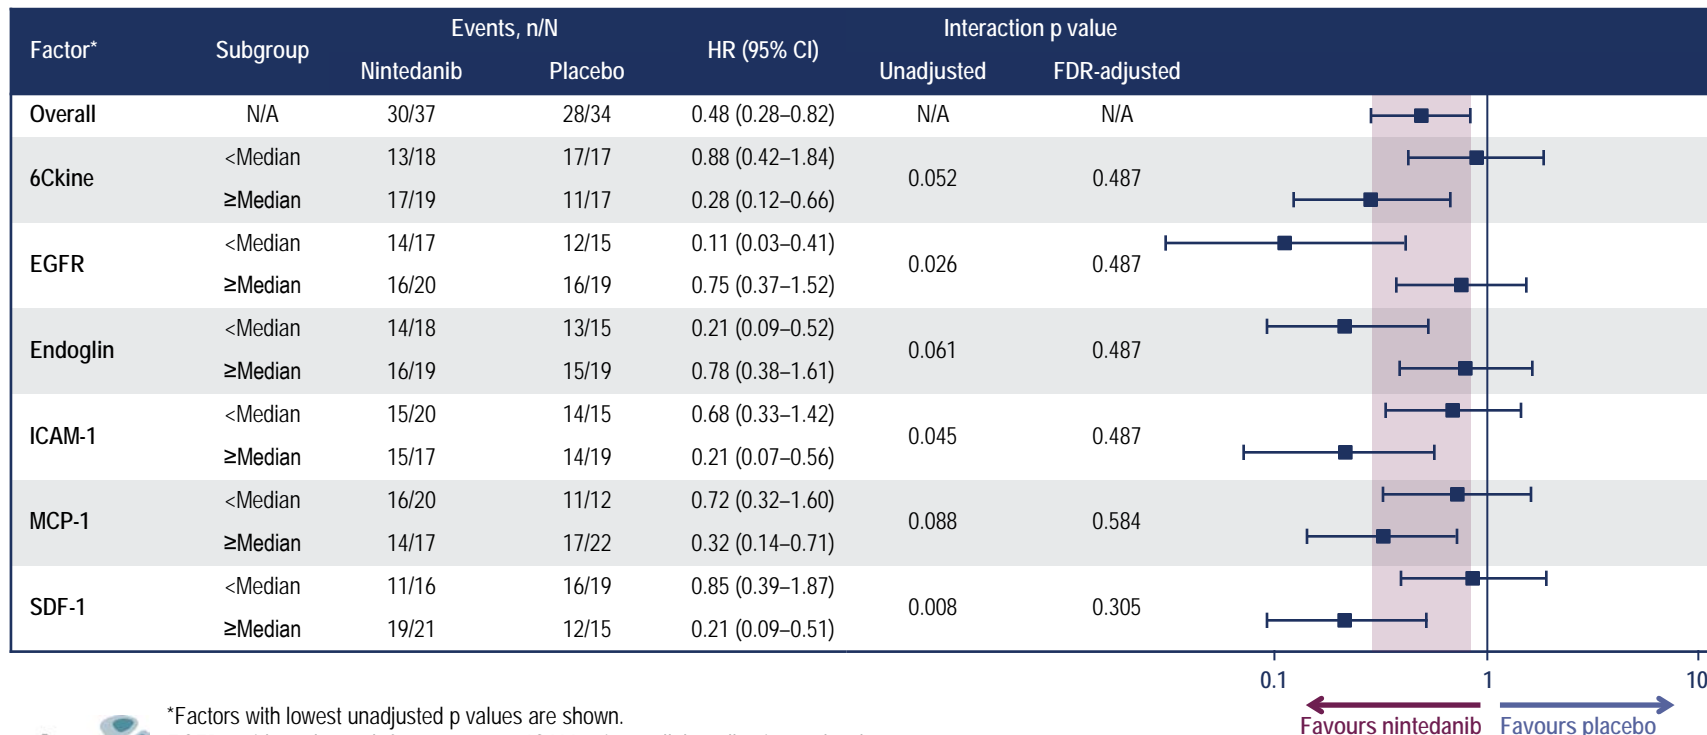 Factor* Subgroup Events, n/N HR (95% CI) Interaction p value
Nintedanib Placebo Unadjusted FDR-adjusted
Overall N/A 30/37 28/34 0.48 (0.28–0.82) N/A N/A
6Ckine <Median 13/18 17/17 0.88 (0.42–1.84) 0.052 0.487
≥Median 17/19 11/17 0.28 (0.12–0.66)
EGFR <Median 14/17 12/15 0.11 (0.03–0.41) 0.026 0.487
≥Median 16/20 16/19 0.75 (0.37–1.52)
Endoglin <Median 14/18 13/15 0.21 (0.09–0.52) 0.061 0.487
≥Median 16/19 15/19 0.78 (0.38–1.61)
ICAM-1 <Median 15/20 14/15 0.68 (0.33–1.42) 0.045 0.487
≥Median 15/17 14/19 0.21 (0.07–0.56)
MCP-1 <Median 16/20 11/12 0.72 (0.32–1.60) 0.088 0.584
≥Median 14/17 17/22 0.32 (0.14–0.71)
SDF-1 <Median 11/16 16/19 0.85 (0.39–1.87) 0.008 0.305
≥Median 19/21 12/15 0.21 (0.09–0.51)
0.1 1 10
Favours nintedanib Favours placebo
*Factors with lowest unadjusted p values are shown.